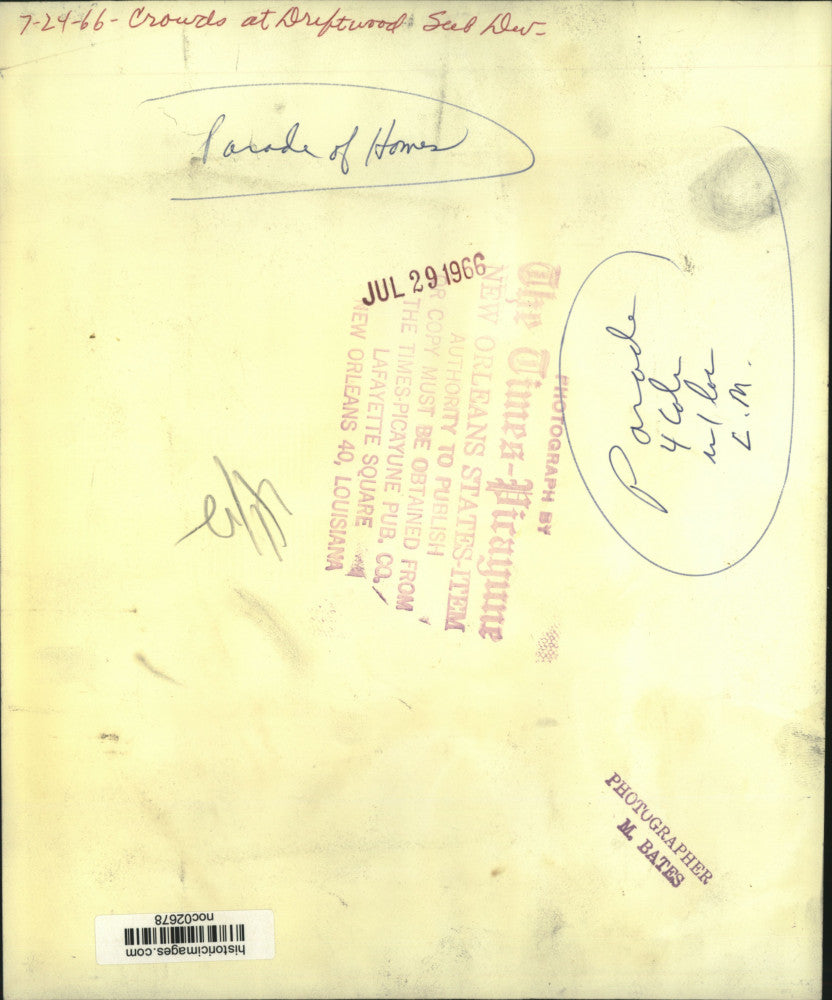 7-24-66- Crowds at Driftwood Sub Dev-
Parade of Homes
JUL 29 1966
PHOTOGRAPH BY
The Times-Picayune
NEW ORLEANS STATES-ITEM
AUTHORITY TO PUBLISH
OR COPY MUST BE OBTAINED FROM
THE TIMES-PICAYUNE PUB. CO.
LAFAYETTE SQUARE
NEW ORLEANS 40, LOUISIANA
Parade
4 Col
L.M.
PHOTOGRAPHER
M. BATES
historicimages.com
noc02678